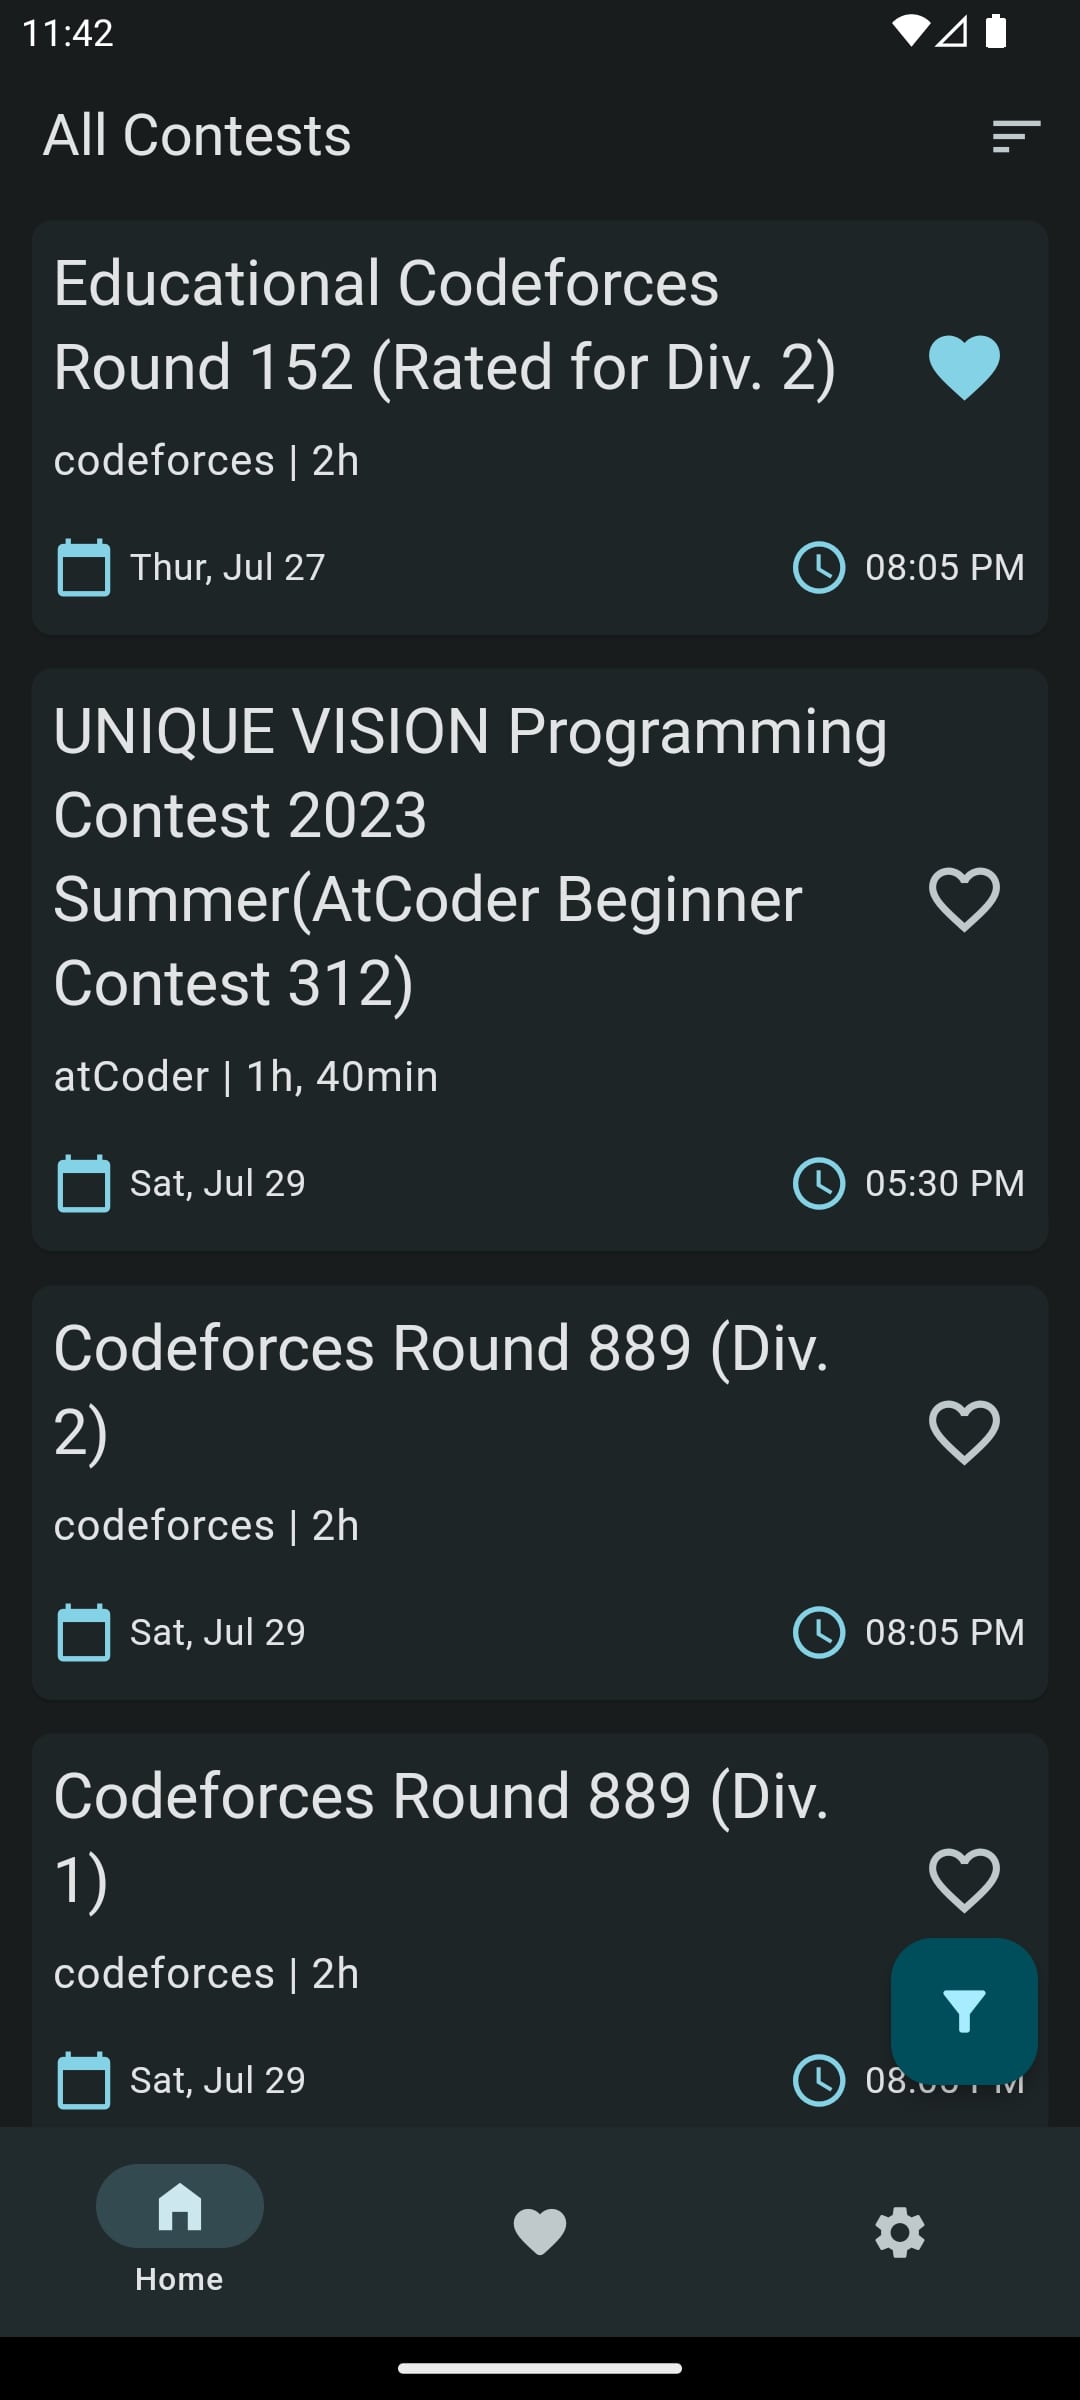 11:42
All Contests
Educational Codeforces
Round 152 (Rated for Div. 2)
codeforces | 2h
Thur, Jul 27
08:05 PM
UNIQUE VISION Programming
Contest 2023
Summer(AtCoder Beginner
Contest 312)
atCoder | 1h, 40min
Sat, Jul 29
05:30 PM
Codeforces Round 889 (Div.
2)
codeforces | 2h
Sat, Jul 29
08:05 PM
Codeforces Round 889 (Div.
1)
codeforces | 2h
Sat, Jul 29
Home